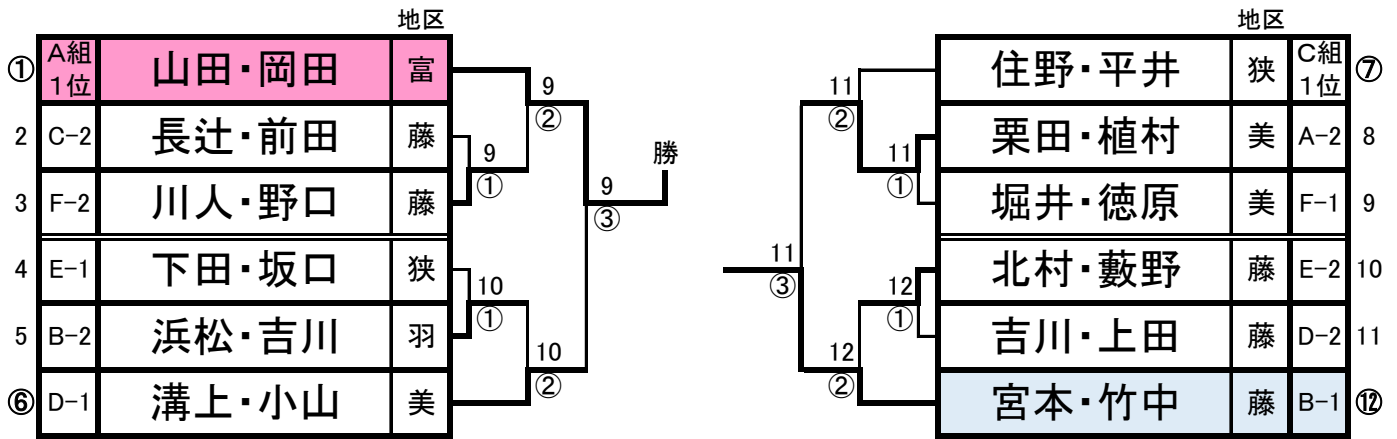 地区 地区
① A組1位 山田・岡田 富 9 ② 11 ② 住野・平井 狭 C組1位 ⑦
2 C-2 長辻・前田 藤 9 ① 勝 11 ① 栗田・植村 美 A-2 8
3 F-2 川人・野口 藤 9 ③ 堀井・徳原 美 F-1 9
4 E-1 下田・坂口 狭 10 ① 11 ③ 12 ① 北村・藪野 藤 E-2 10
5 B-2 浜松・吉川 羽 10 ② 12 ② 吉川・上田 藤 D-2 11
⑥ D-1 溝上・小山 美 宮本・竹中 藤 B-1 ⑫